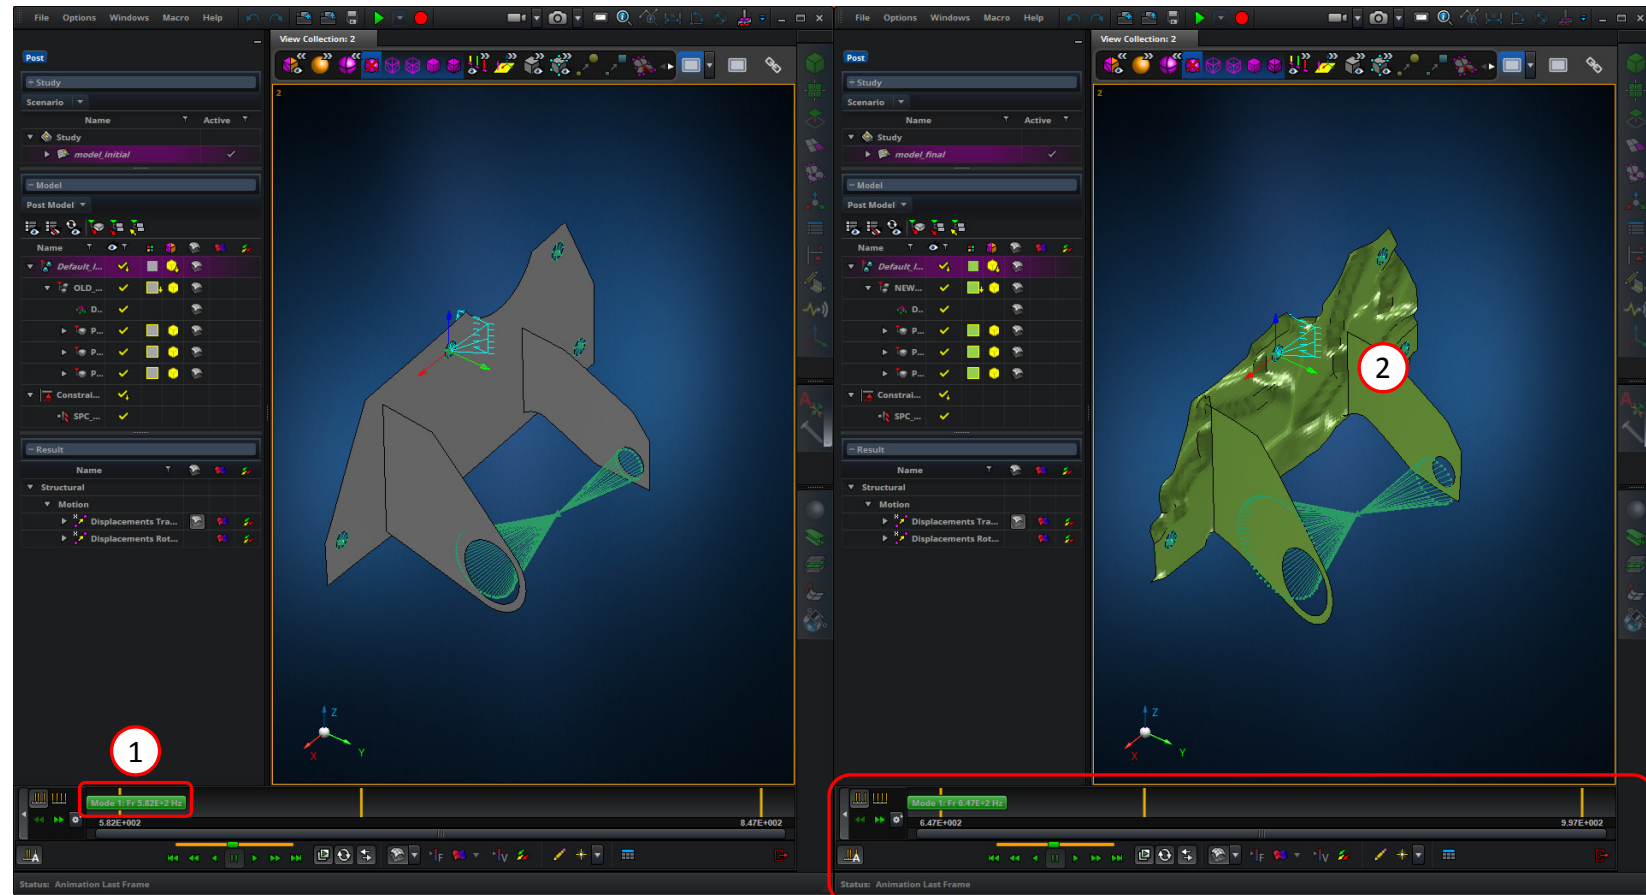 File Options Windows Macro Help
View Collection: 2
Post
Study
Scenario
Name Active
Study
model_initial
Model
Post Model
Name
Default_I...
OLD_...
D..
P...
P...
P...
Constrai...
SPC_...
Result
Name
Structural
Motion
Displacements Tra...
Displacements Rot...
2
Z
X
Y
1
Mode 1: Fr 5.82E+2 Hz
5.82E+002
8.47E+002
Status: Animation Last Frame
File Options Windows Macro Help
View Collection: 2
Post
Study
Scenario
Name Active
Study
model_final
Model
Post Model
Name
Default_I...
NEW...
D..
P...
P...
P...
Constrai...
SPC_...
Result
Name
Structural
Motion
Displacements Tra...
Displacements Rot...
2
2
Z
X
Y
Mode 1: Fr 6.47E+2 Hz
6.47E+002
9.97E+002
Status: Animation Last Frame